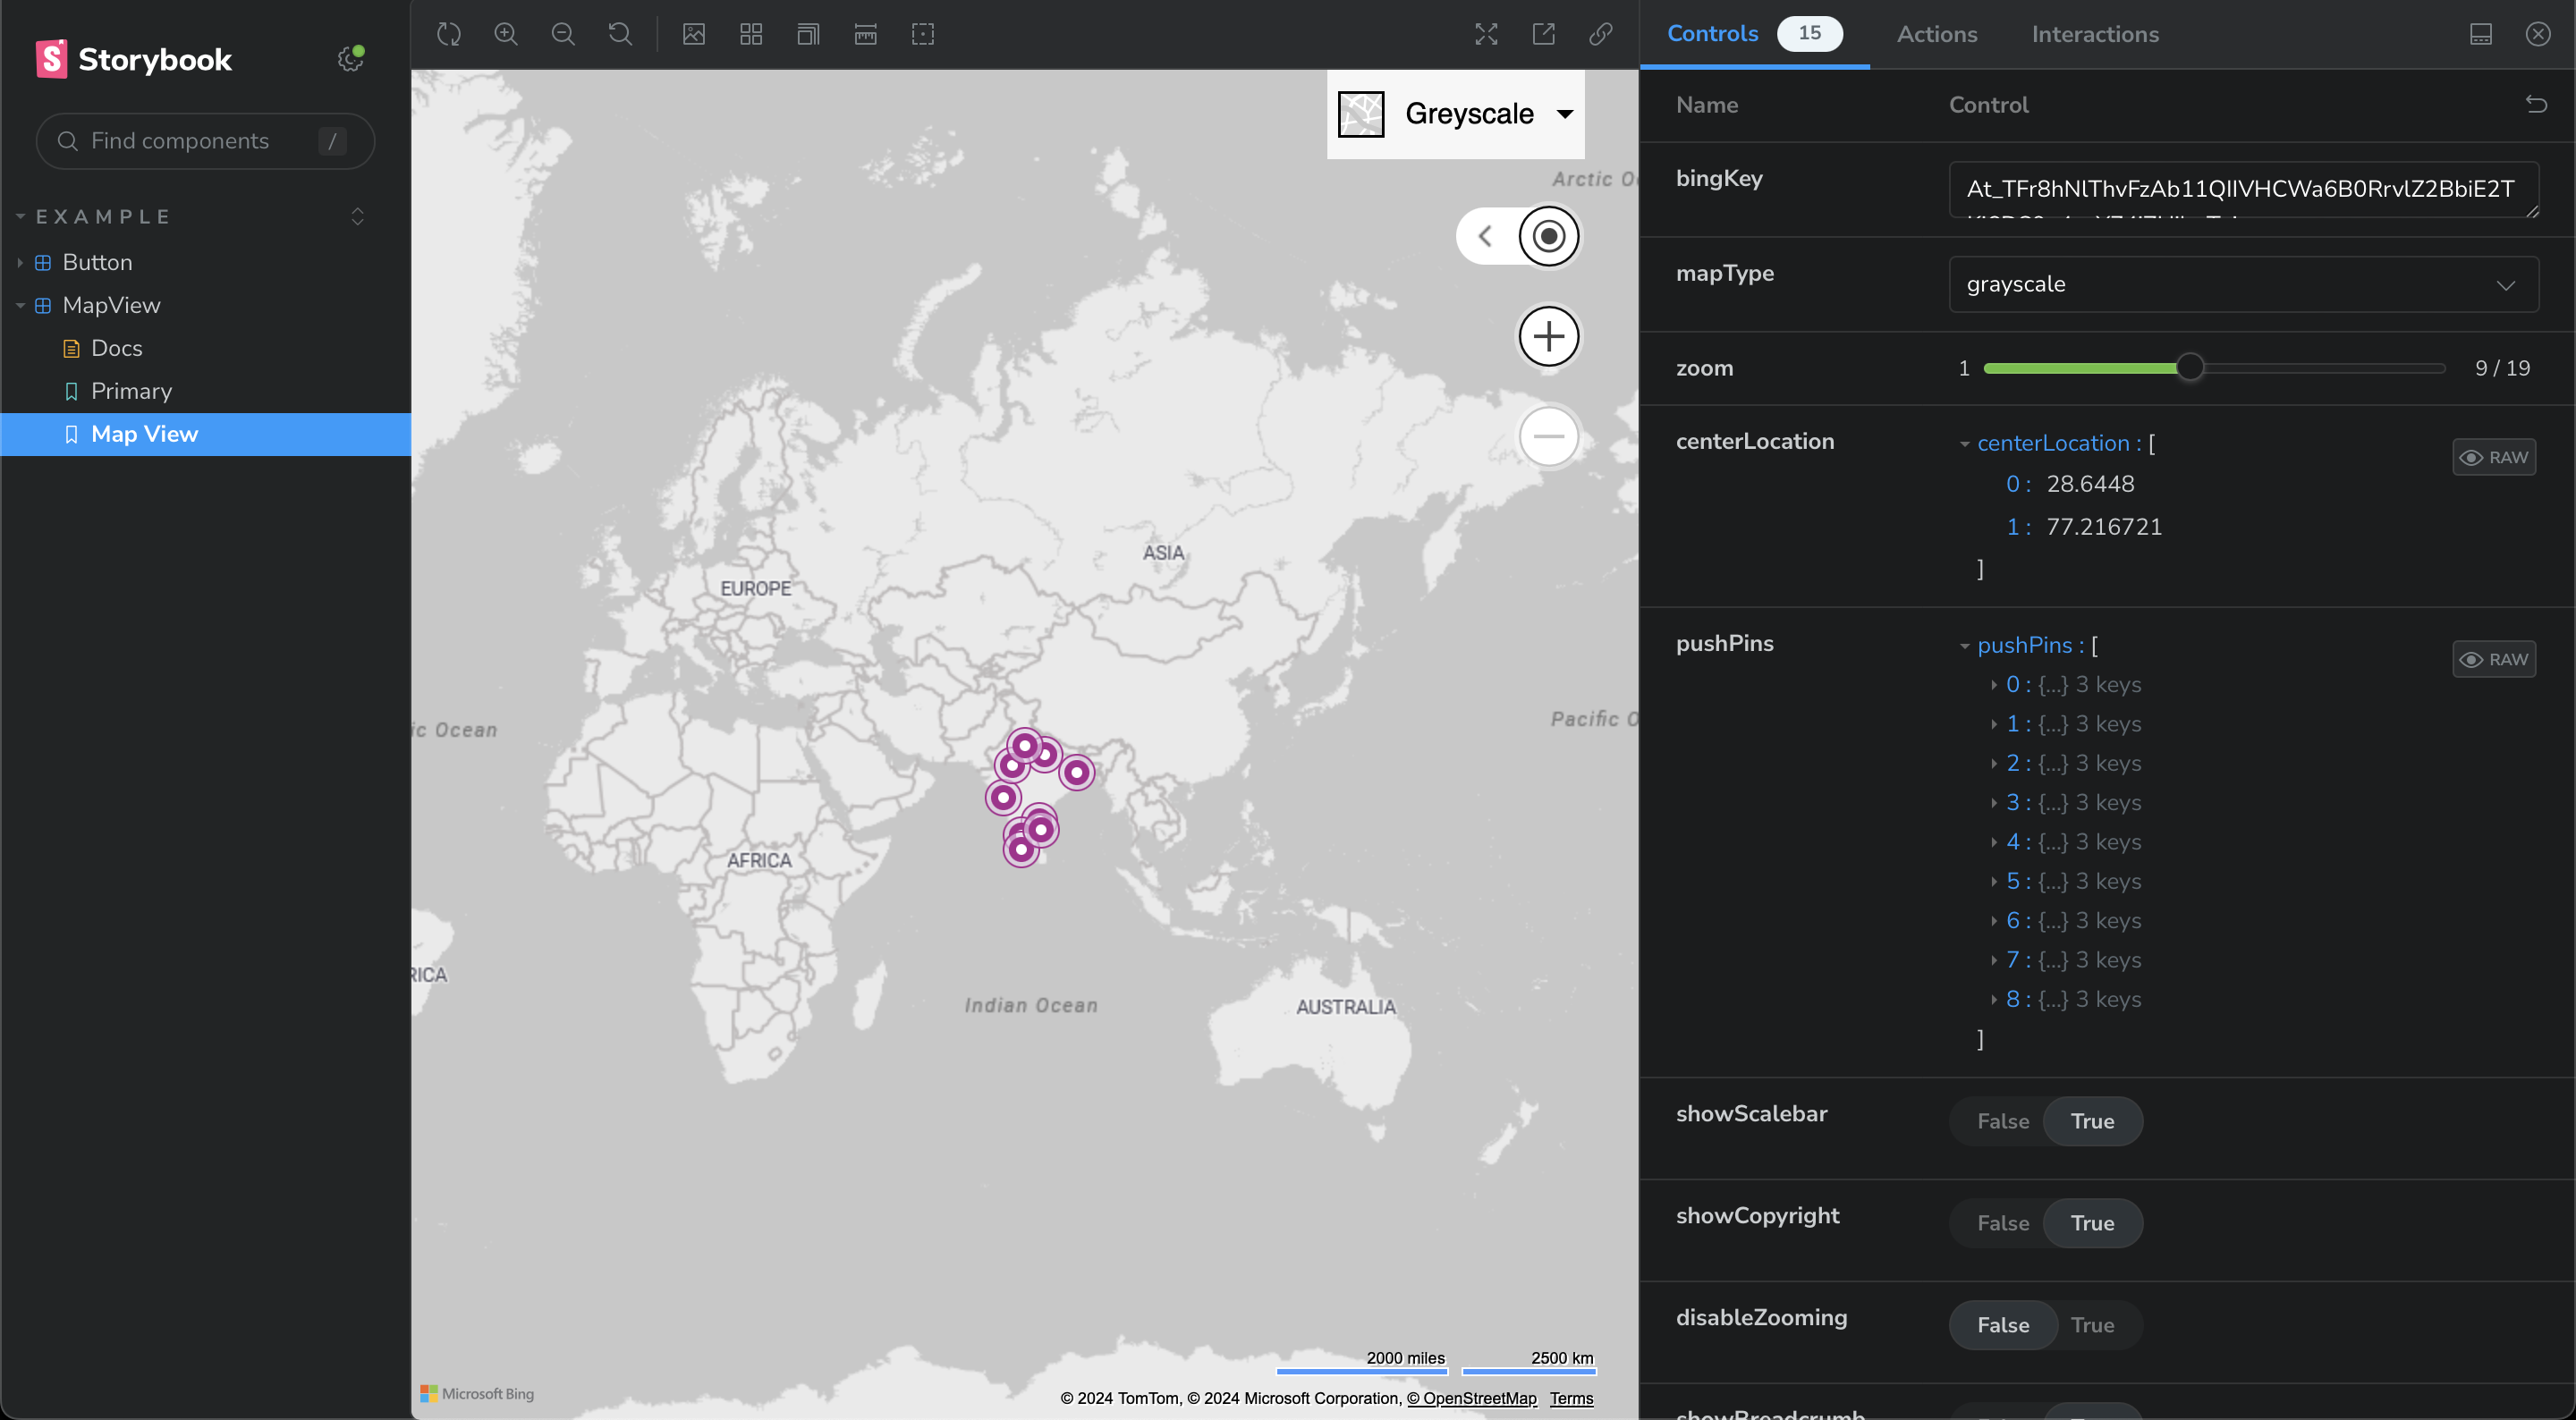 Storybook
Find components /
EXAMPLE
Button
MapView
Docs
Primary
Map View
Greyscale
Arctic O
EUROPE
ASIA
ic Ocean
Pacific O
AFRICA
RICA
Indian Ocean
AUSTRALIA
2000 miles
2500 km
Microsoft Bing
© 2024 TomTom, © 2024 Microsoft Corporation, © OpenStreetMap Terms
Controls 15 Actions Interactions
Name Control
bingKey
mapType grayscale
zoom 1 9 / 19
centerLocation centerLocation : [ RAW
0 : 28.6448
1 : 77.216721
]
pushPins pushPins : [ RAW
0 : {...} 3 keys
1 : {...} 3 keys
2 : {...} 3 keys
3 : {...} 3 keys
4 : {...} 3 keys
5 : {...} 3 keys
6 : {...} 3 keys
7 : {...} 3 keys
8 : {...} 3 keys
]
showScalebar False True
showCopyright False True
disableZooming False True
showBreadcrumb